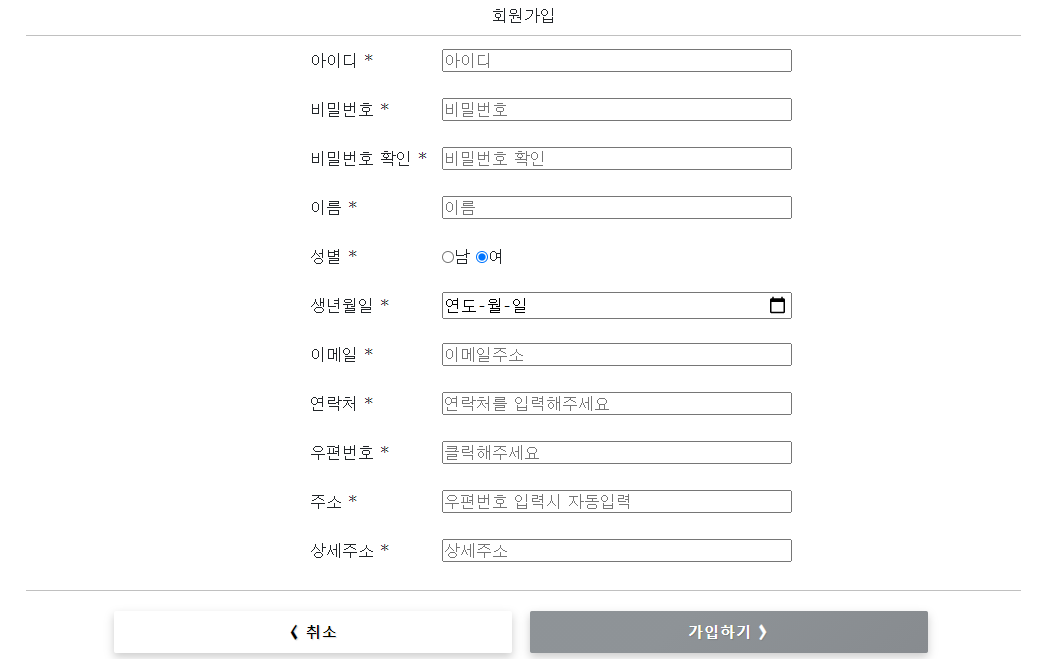 회원가입
아이디 * 아이디
비밀번호 * 비밀번호
비밀번호 확인 * 비밀번호 확인
이름 * 이름
성별 * 남 여
생년월일 * 연도-월-일
이메일 * 이메일주소
연락처 * 연락처를 입력해주세요
우편번호 * 클릭해주세요
주소 * 우편번호 입력시 자동입력
상세주소 * 상세주소
❮ 취소 가입하기 ❯